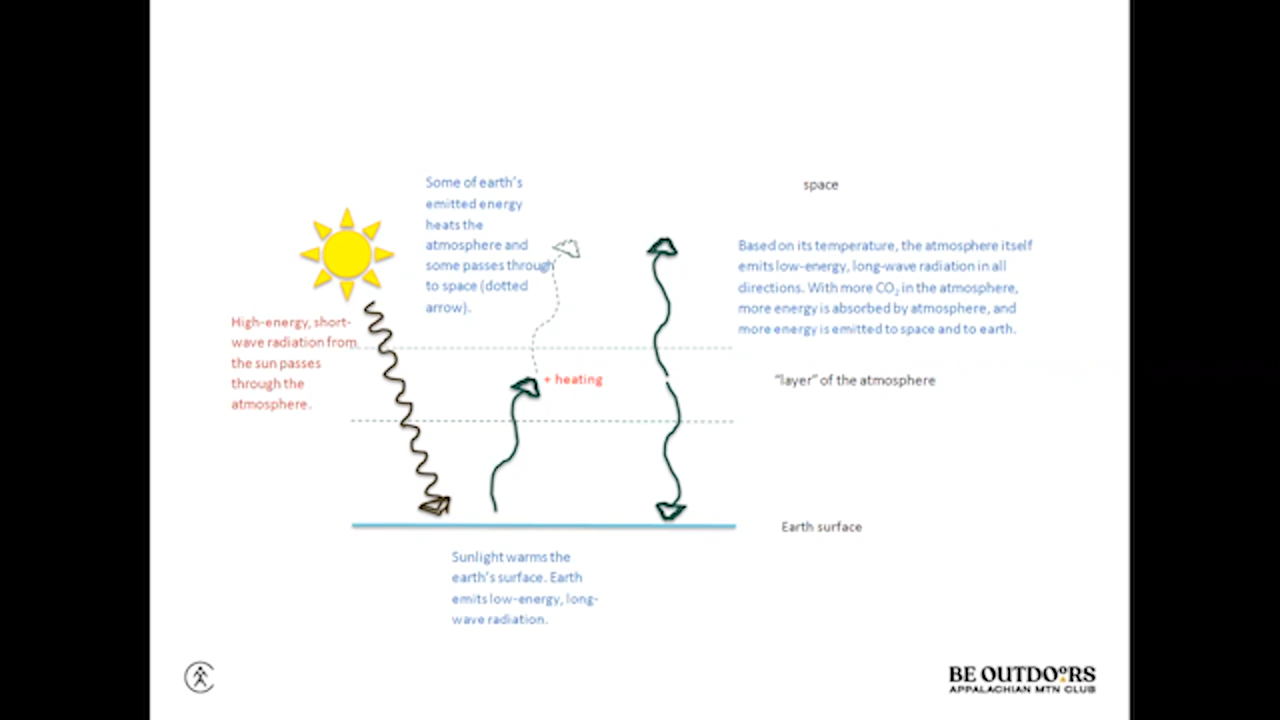 Some of earth's
emitted energy
heats the
atmosphere and
some passes through
to space (dotted
arrow).
space
Based on its temperature, the atmosphere itself
emits low-energy, long-wave radiation in all
directions. With more CO₂ in the atmosphere,
more energy is absorbed by atmosphere, and
more energy is emitted to space and to earth.
High-energy, short-
wave radiation from
the sun passes
through the
atmosphere.
+ heating
"layer" of the atmosphere
Earth surface
Sunlight warms the
earth's surface. Earth
emits low-energy, long-
wave radiation.
BE OUTDOORS
APPALACHIAN MTN CLUB